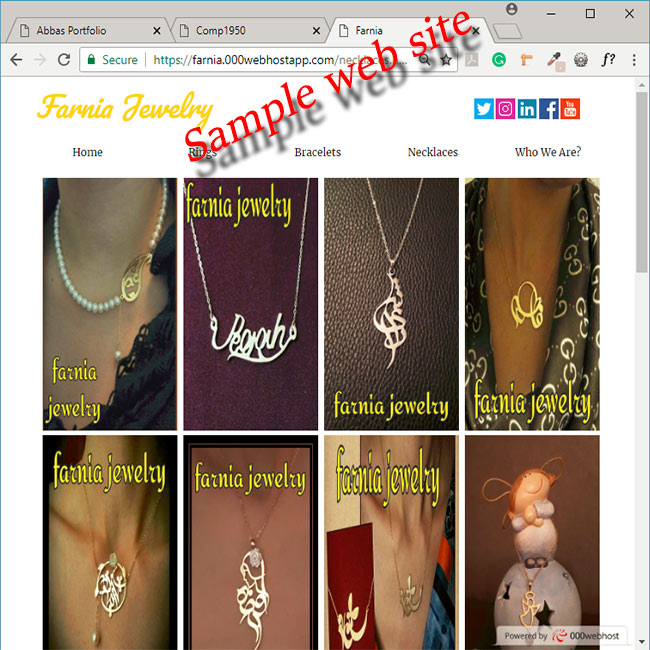 Abbas Portfolio
Comp1950
Farnia
Secure
https://farnia.000webhostapp.com/necklaces....
f?
Sample web site
Farnia Jewelry
You
Home
Rings
Bracelets
Necklaces
Who We Are?
farnia
jewelry
farnia jewelry
farnia jewelry
farnia jewelry
farnia jewelry
farnia jewelry
farnia jewelry
Powered by 000webhost